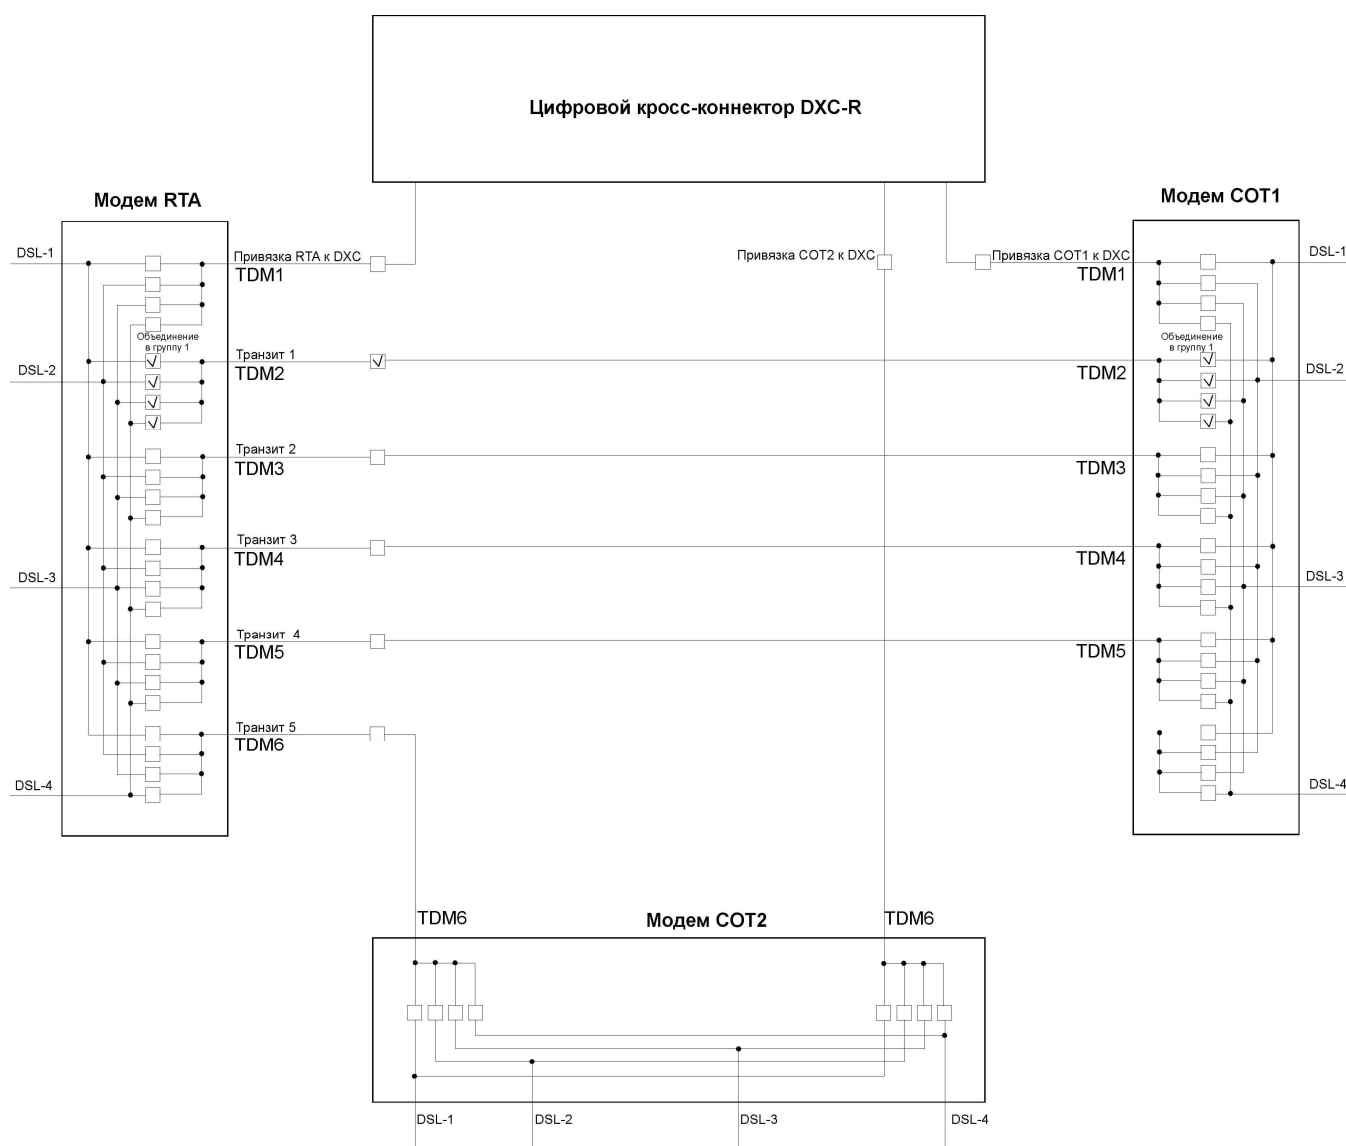 Цифровой кросс-коннектор DXC-R
Модем RTA
Модем COT1
DSL-1
Привязка RTA к DXC
TDM1
Привязка COT2 к DXC
Привязка COT1 к DXC
TDM1
DSL-1
Объединение
в группу 1
Транзит 1
TDM2
DSL-2
Объединение
в группу 1
TDM2
DSL-2
Транзит 2
TDM3
TDM3
Транзит 3
TDM4
DSL-3
TDM4
DSL-3
Транзит 4
TDM5
TDM5
Транзит 5
TDM6
DSL-4
DSL-4
TDM6
Модем COT2
TDM6
DSL-1
DSL-2
DSL-3
DSL-4